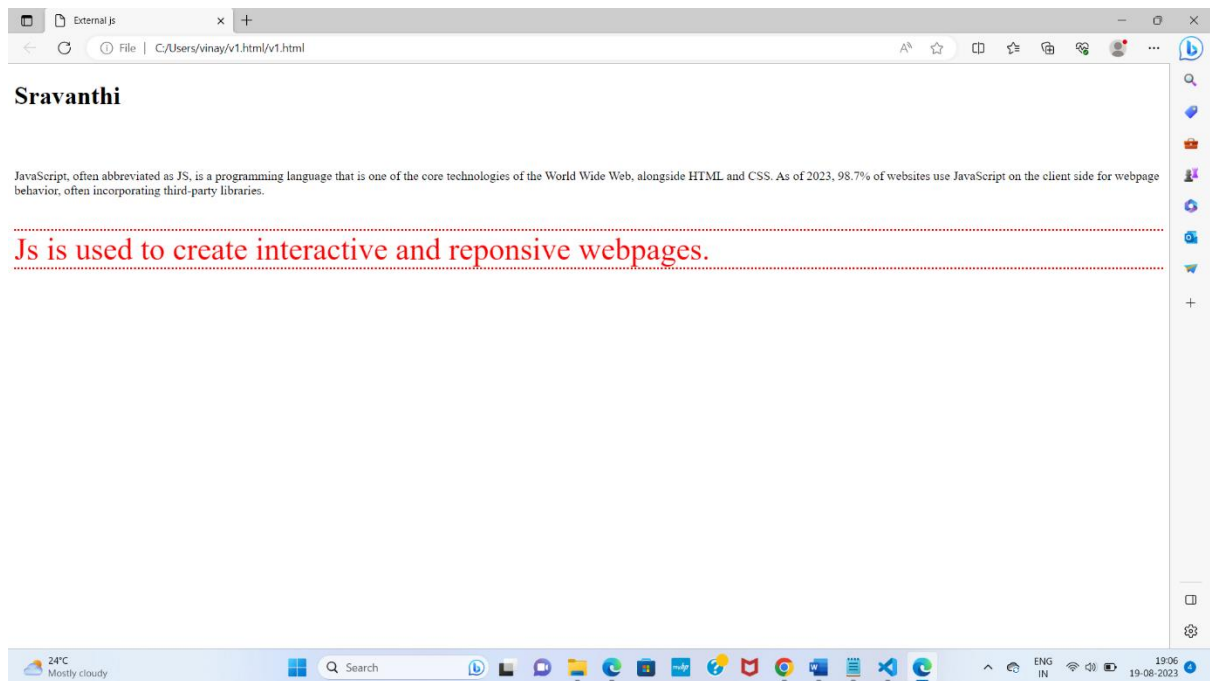 External js
File | C:/Users/vinay/v1.html/v1.html
Sravanthi
JavaScript, often abbreviated as JS, is a programming language that is one of the core technologies of the World Wide Web, alongside HTML and CSS. As of 2023, 98.7% of websites use JavaScript on the client side for webpage
behavior, often incorporating third-party libraries.
Js is used to create interactive and reponsive webpages.
24°C
Mostly cloudy
Search
ENG
IN
19:06
19-08-2023
4